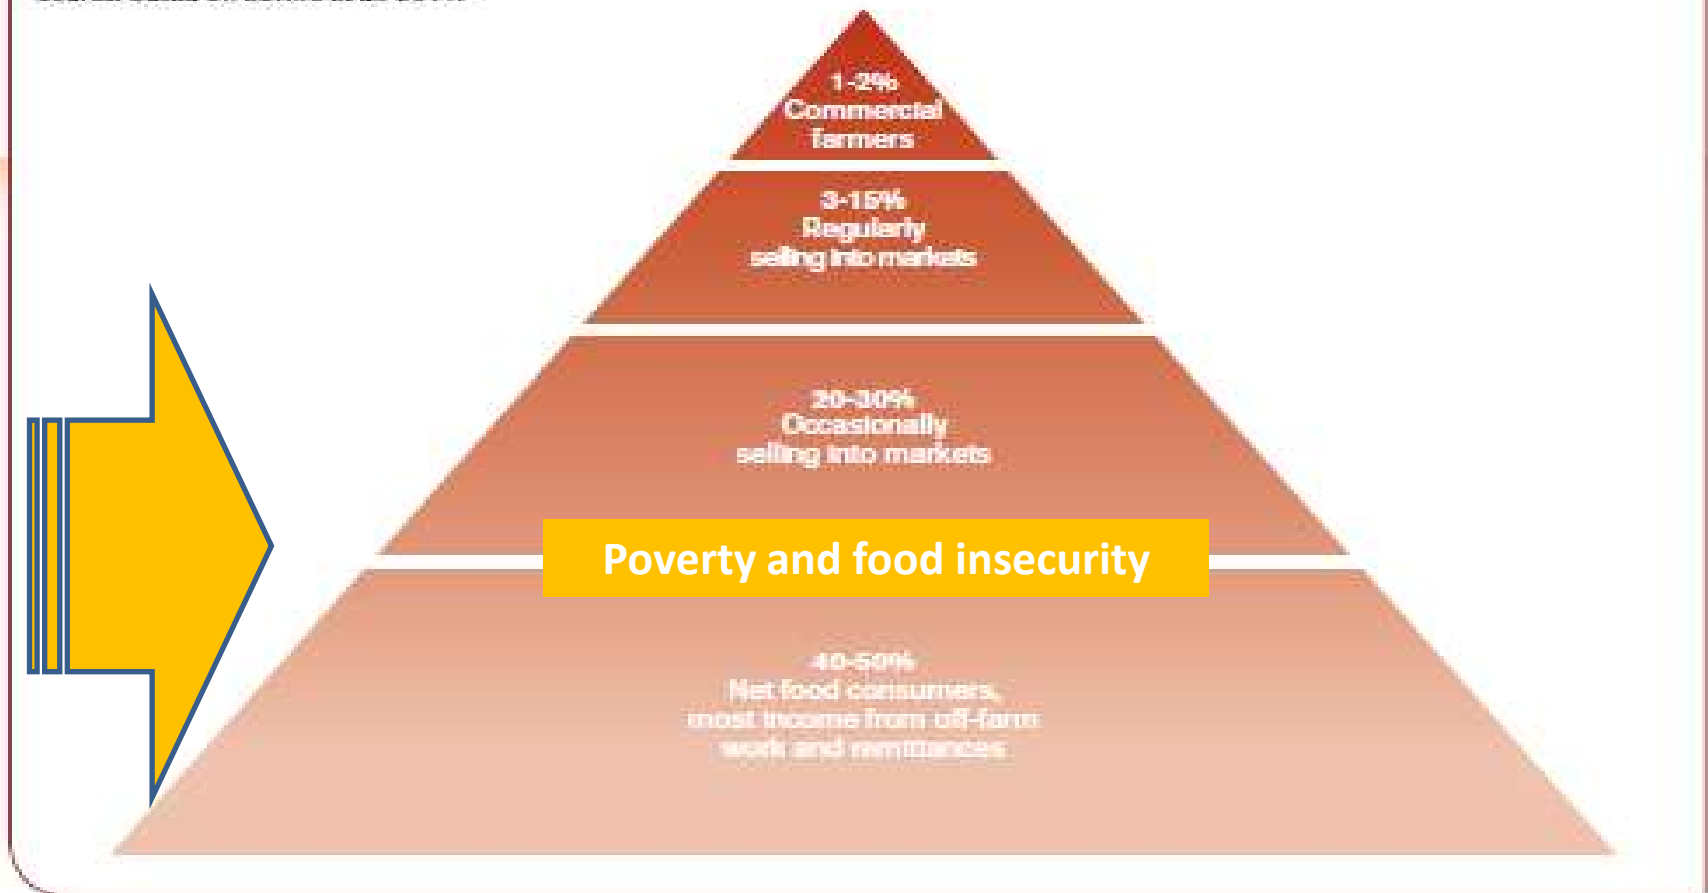 1-2%
Commercial
farmers
3-15%
Regularly
selling into markets
20-30%
Occasionally
selling into markets
Poverty and food insecurity
40-50%
Net food consumers,
most income from off-farm
work and remittances